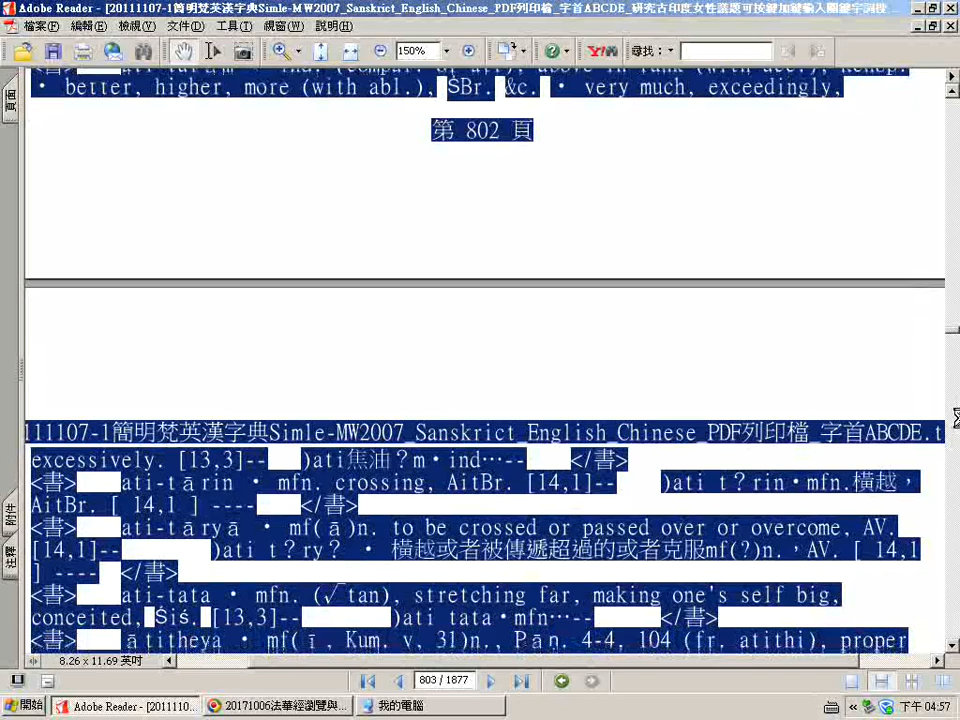 Adobe Reader - [20111107-1簡明梵英漢字典Simle-MW2007_Sanskrict_English_Chinese_PDF列印檔_字首ABCDE_研究古印度女性議題可按鍵加鍵輸入關鍵字詞搜...
檔案(F) 編輯(E) 檢視(V) 文件(D) 工具(T) 視窗(W) 說明(H)
150% 尋找:
• better, higher, more (with abl.), ŚBr. &c. • very much, exceedingly,
第 802 頁
111107-1簡明梵英漢字典Simle-MW2007_Sanskrict_English_Chinese_PDF列印檔_字首ABCDE.t
excessively. [13,3]-- )ati焦油？m•ind…-- </書>
<書> ati-tārin • mfn. crossing, AitBr. [14,1]-- )ati t？rin•mfn.橫越，
AitBr. [ 14,1 ] ---- </書>
<書> ati-tāryā • mf(ā)n. to be crossed or passed over or overcome, AV.
[14,1]-- )ati t？ry？ • 橫越或者被傳遞超過的或者克服mf(?)n.，AV. [ 14,1
] ---- </書>
<書> ati-tata • mfn. (√tan), stretching far, making one's self big,
conceited, Śiś. [13,3]-- )ati tata•mfn…-- </書>
<書> ātitheya • mf(ī, Kum. v, 31)n., Pāṇ. 4-4, 104 (fr. atithi), proper
頁面
附件
註釋
8.26 x 11.69 英吋
803 / 1877
開始 Adobe Reader - [2011110... 20171006法華經瀏覽與... 我的電腦 下午 04:57